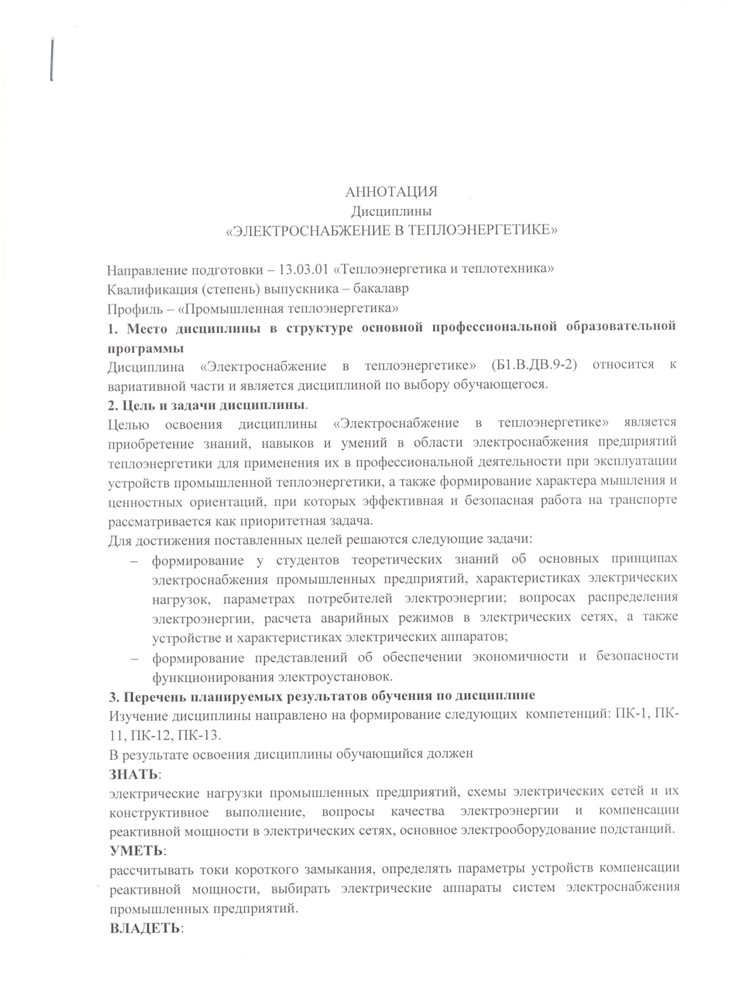 АННОТАЦИЯ
Дисциплины
«ЭЛЕКТРОСНАБЖЕНИЕ В ТЕПЛОЭНЕРГЕТИКЕ»
Направление подготовки – 13.03.01 «Теплоэнергетика и теплотехника»
Квалификация (степень) выпускника – бакалавр
Профиль – «Промышленная теплоэнергетика»
1. Место дисциплины в структуре основной профессиональной образовательной
программы
Дисциплина «Электроснабжение в теплоэнергетике» (Б1.В.ДВ.9-2) относится к
вариативной части и является дисциплиной по выбору обучающегося.
2. Цель и задачи дисциплины.
Целью освоения дисциплины «Электроснабжение в теплоэнергетике» является
приобретение знаний, навыков и умений в области электроснабжения предприятий
теплоэнергетики для применения их в профессиональной деятельности при эксплуатации
устройств промышленной теплоэнергетики, а также формирование характера мышления и
ценностных ориентаций, при которых эффективная и безопасная работа на транспорте
рассматривается как приоритетная задача.
Для достижения поставленных целей решаются следующие задачи:
– формирование у студентов теоретических знаний об основных принципах
электроснабжения промышленных предприятий, характеристиках электрических
нагрузок, параметрах потребителей электроэнергии; вопросах распределения
электроэнергии, расчета аварийных режимов в электрических сетях, а также
устройстве и характеристиках электрических аппаратов;
– формирование представлений об обеспечении экономичности и безопасности
функционирования электроустановок.
3. Перечень планируемых результатов обучения по дисциплине
Изучение дисциплины направлено на формирование следующих компетенций: ПК-1, ПК-
11, ПК-12, ПК-13.
В результате освоения дисциплины обучающийся должен
ЗНАТЬ:
электрические нагрузки промышленных предприятий, схемы электрических сетей и их
конструктивное выполнение, вопросы качества электроэнергии и компенсации
реактивной мощности в электрических сетях, основное электрооборудование подстанций.
УМЕТЬ:
рассчитывать токи короткого замыкания, определять параметры устройств компенсации
реактивной мощности, выбирать электрические аппараты систем электроснабжения
промышленных предприятий.
ВЛАДЕТЬ: